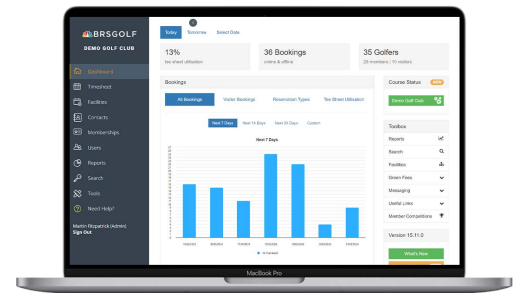 BRSGOLF
DEMO GOLF CLUB
Dashboard
Timesheet
Facilities
Contacts
Memberships
Users
Reports
Search
Tools
Need Help?
Martin Fitzpatrick (Admin)
Sign Out
Today Tomorrow Select Date
13%
tee sheet utilisation
36 Bookings
online & offline
35 Golfers
25 members | 10 visitors
Bookings
All Bookings Visitor Bookings Reservation Types Tee Sheet Utilisation
Next 7 Days Next 14 Days Next 30 Days Custom
Next 7 Days
Course Status
Demo Golf Club
Toolbox
Reports
Search
Facilities
Green Fees
Messaging
Useful Links
Member Competitions
Version 15.11.0
What's New
MacBook Pro